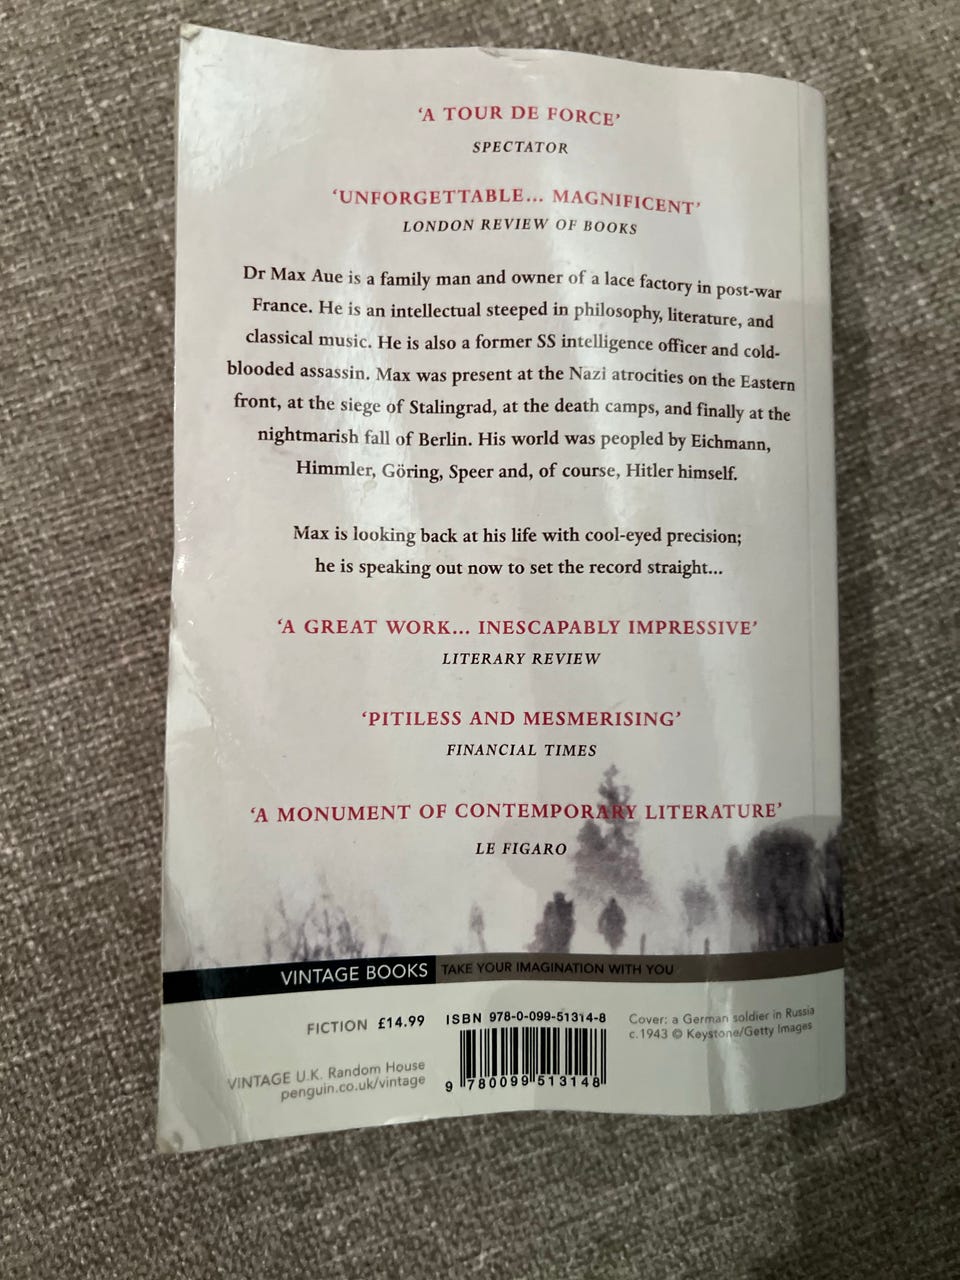 ‘A TOUR DE FORCE’
SPECTATOR
‘UNFORGETTABLE... MAGNIFICENT’
LONDON REVIEW OF BOOKS
Dr Max Aue is a family man and owner of a lace factory in post-war
France. He is an intellectual steeped in philosophy, literature, and
classical music. He is also a former SS intelligence officer and cold-
blooded assassin. Max was present at the Nazi atrocities on the Eastern
front, at the siege of Stalingrad, at the death camps, and finally at the
nightmarish fall of Berlin. His world was peopled by Eichmann,
Himmler, Göring, Speer and, of course, Hitler himself.
Max is looking back at his life with cool-eyed precision;
he is speaking out now to set the record straight...
‘A GREAT WORK... INESCAPABLY IMPRESSIVE’
LITERARY REVIEW
‘PITILESS AND MESMERISING’
FINANCIAL TIMES
‘A MONUMENT OF CONTEMPORARY LITERATURE’
LE FIGARO
VINTAGE BOOKS TAKE YOUR IMAGINATION WITH YOU
FICTION £14.99
VINTAGE U.K. Random House
penguin.co.uk/vintage
ISBN 978-0-099-51314-8
9 780099 513148
Cover: a German soldier in Russia
c.1943 © Keystone/Getty Images